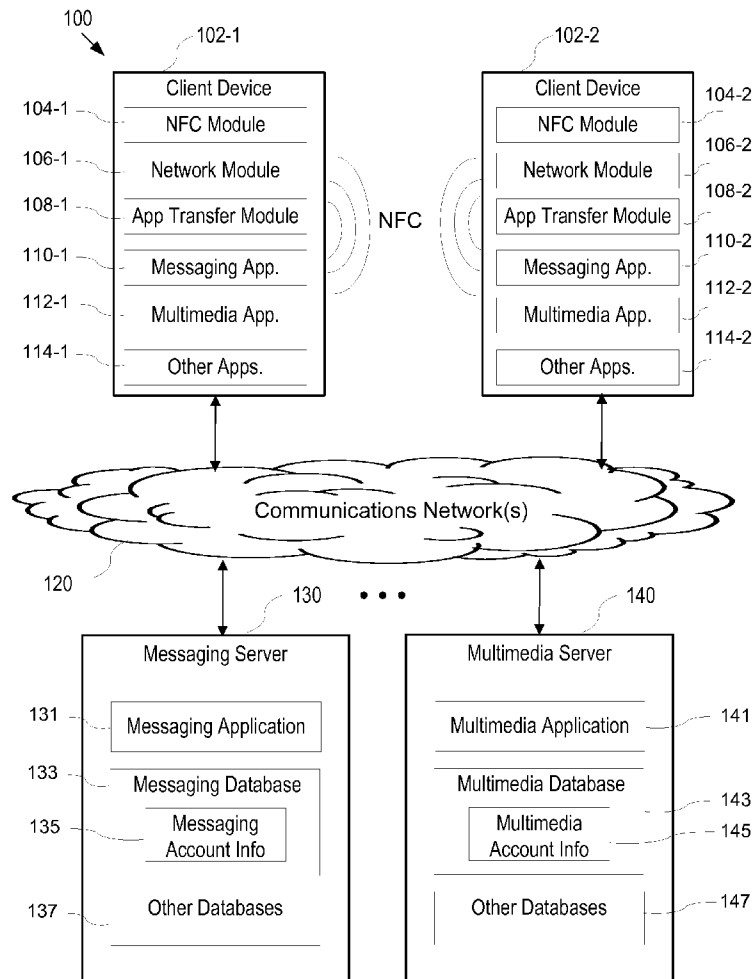 100
102-1
102-2
Client Device
104-1
NFC Module
106-1
Network Module
108-1
App Transfer Module
110-1
Messaging App.
112-1
Multimedia App.
114-1
Other Apps.
NFC
Client Device
104-2
NFC Module
106-2
Network Module
108-2
App Transfer Module
110-2
Messaging App.
112-2
Multimedia App.
114-2
Other Apps.
Communications Network(s)
120
130
140
Messaging Server
131
Messaging Application
133
Messaging Database
135
Messaging
Account Info
137
Other Databases
Multimedia Server
Multimedia Application
141
Multimedia Database
143
Multimedia
Account Info
145
Other Databases
147